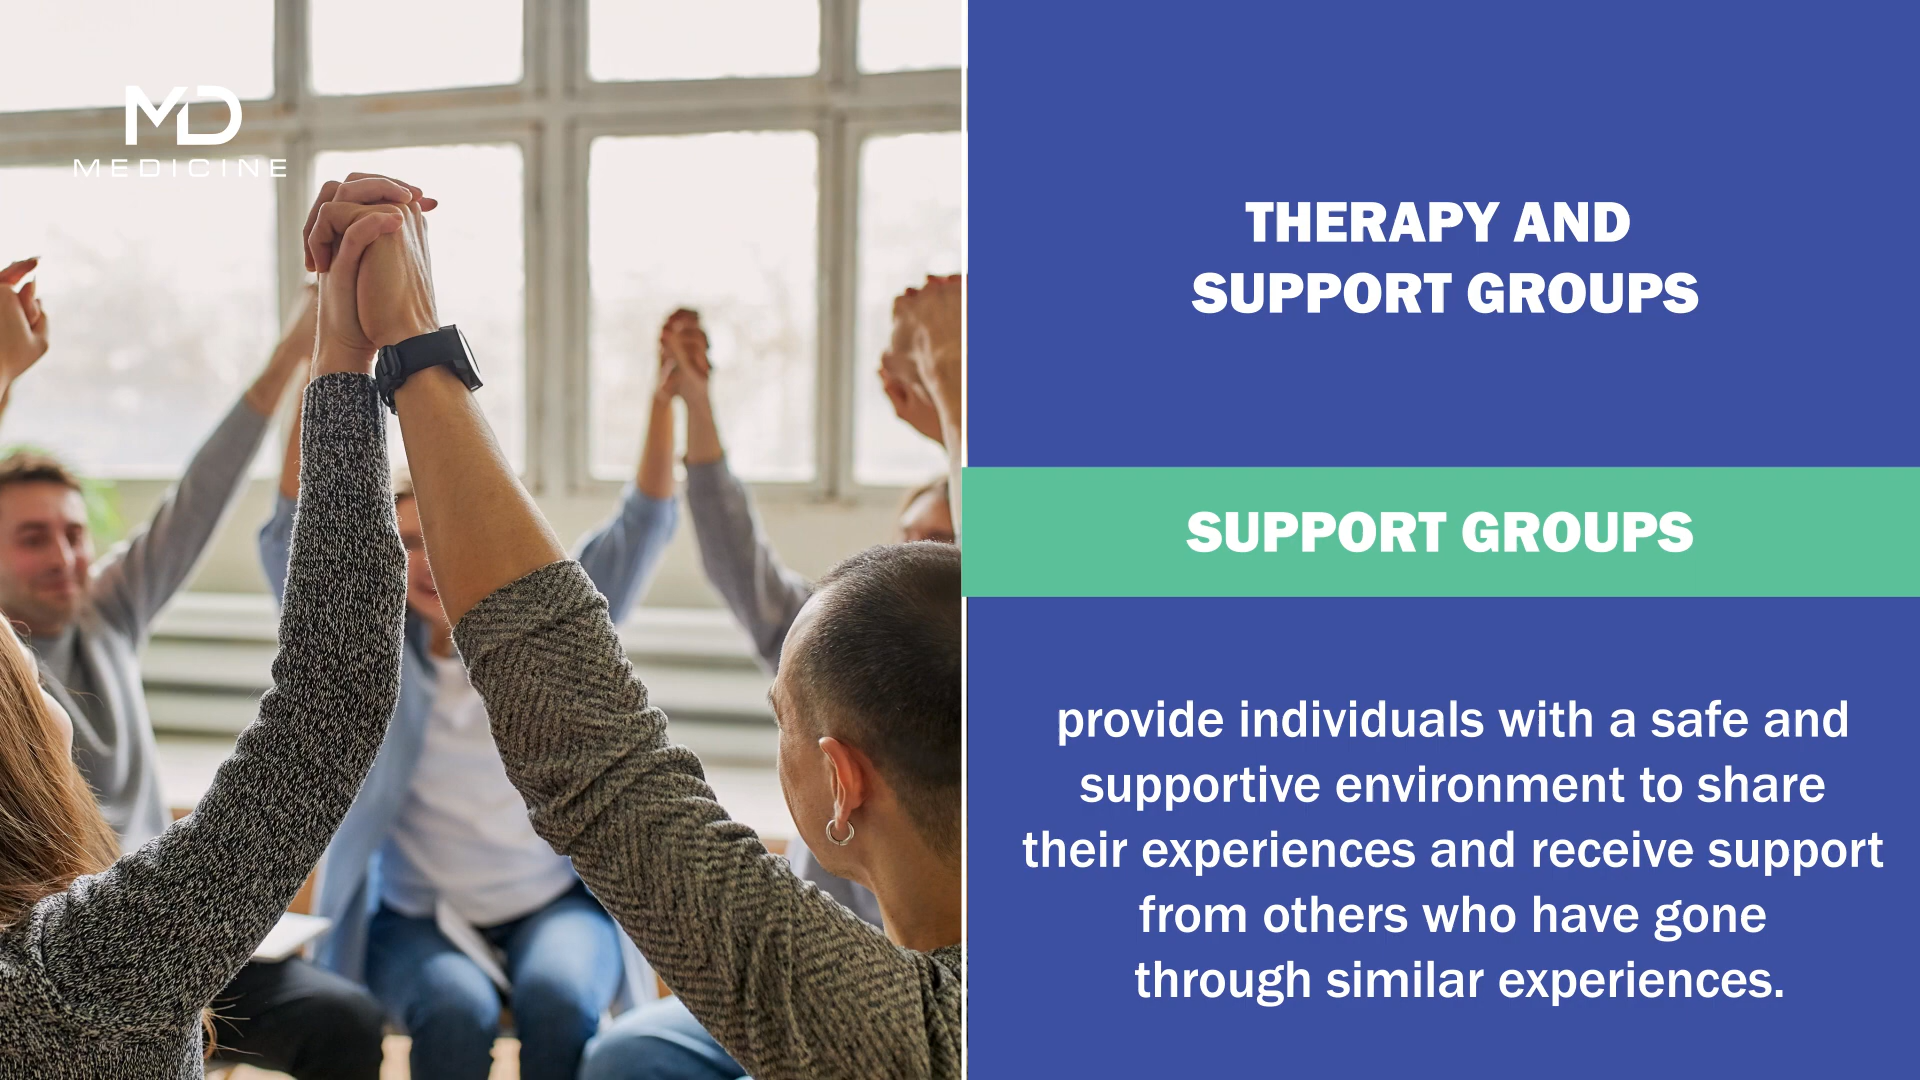 MD
MEDICINE
THERAPY AND
SUPPORT GROUPS
SUPPORT GROUPS
provide individuals with a safe and
supportive environment to share
their experiences and receive support
from others who have gone
through similar experiences.